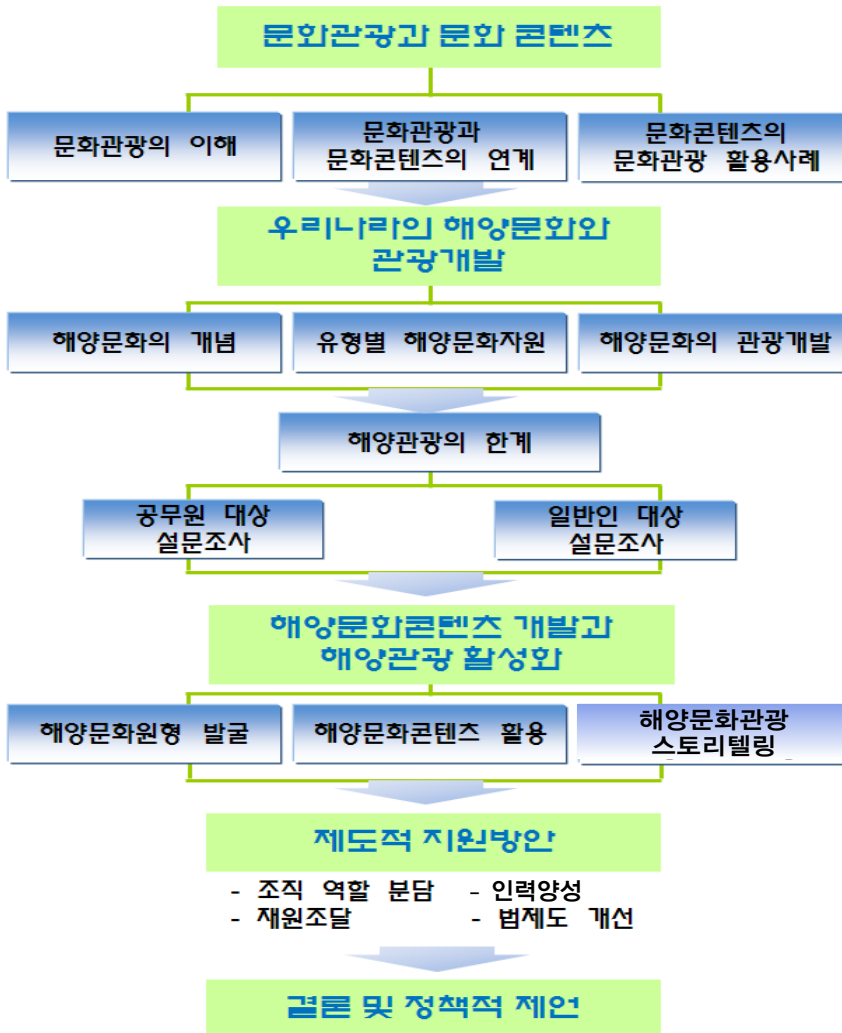 문화관광과 문화 콘텐츠
문화관광의 이해
문화관광과
문화콘텐츠의 연계
문화콘텐츠의
문화관광 활용사례
우리나라의 해양문화와
관광개발
해양문화의 개념
유형별 해양문화자원
해양문화의 관광개발
해양관광의 한계
공무원 대상
설문조사
일반인 대상
설문조사
해양문화콘텐츠 개발과
해양관광 활성화
해양문화원형 발굴
해양문화콘텐츠 활용
해양문화관광
스토리텔링
제도적 지원방안
- 조직 역할 분담 - 인력양성
- 재원조달 - 법제도 개선
결론 및 정책적 제언